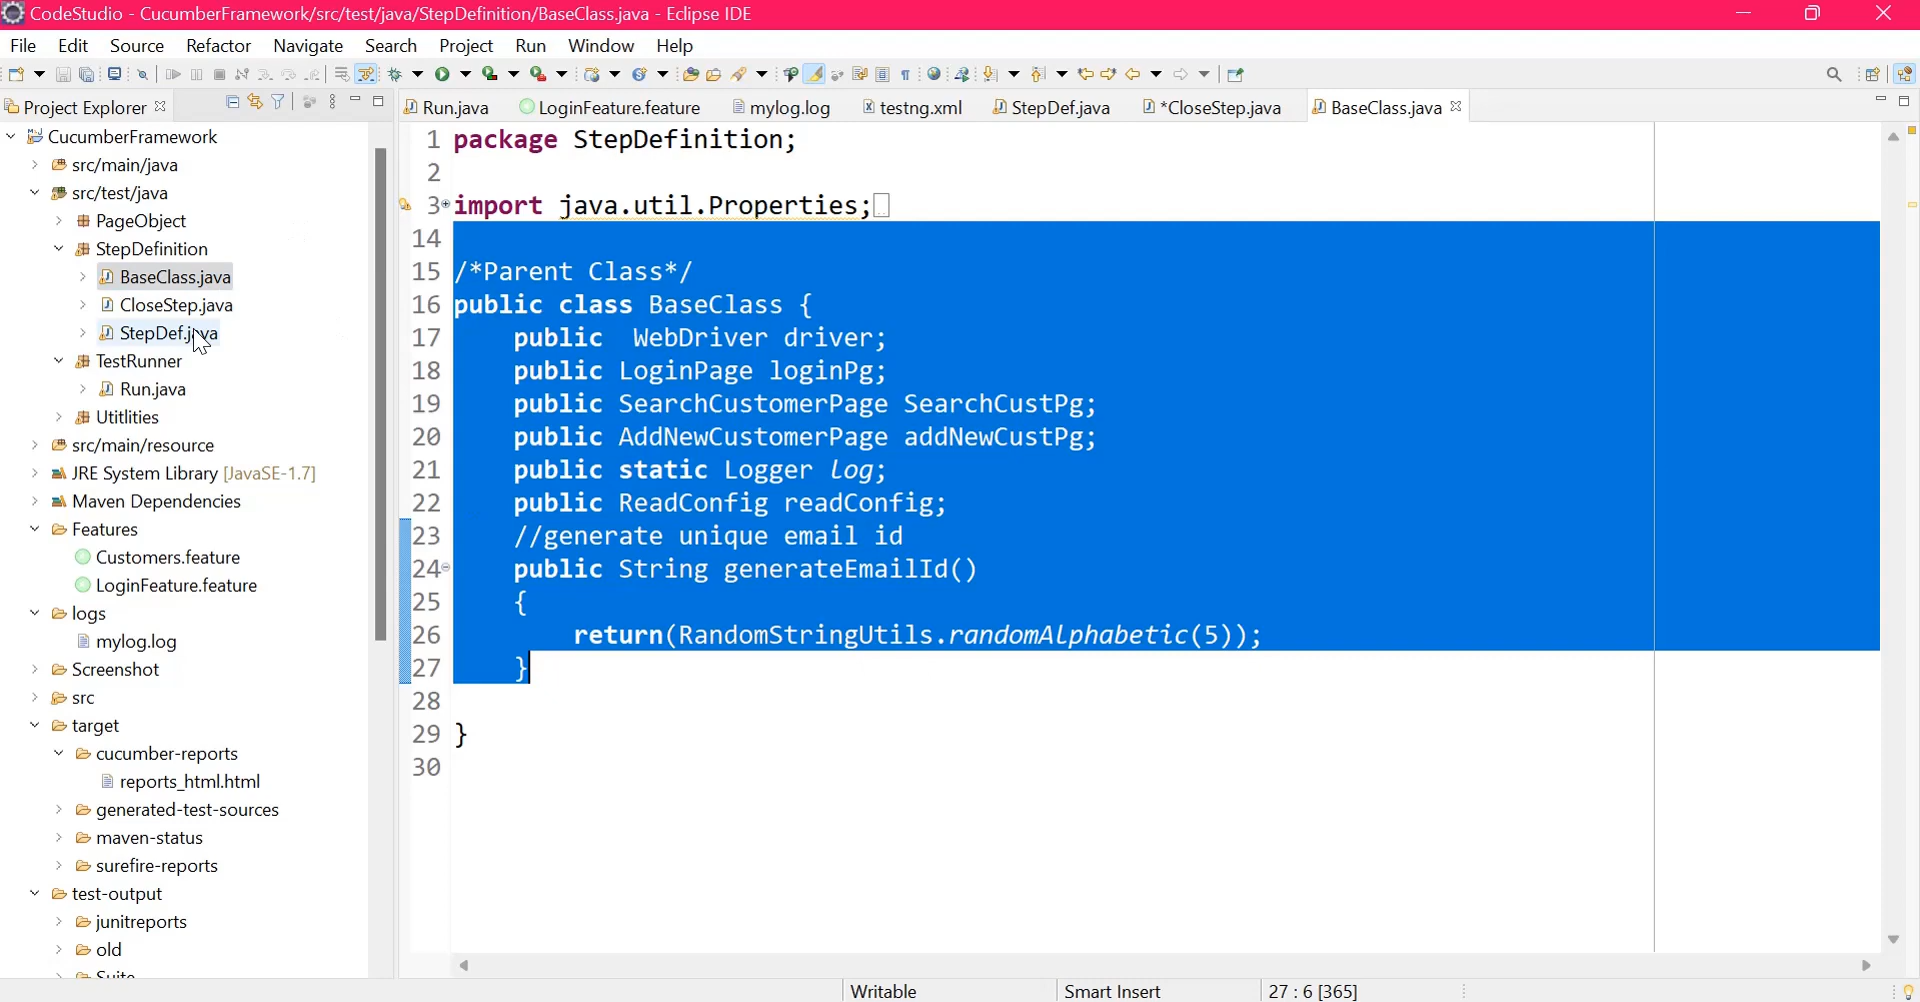 CodeStudio - CucumberFramework/src/test/java/StepDefinition/BaseClass.java - Eclipse IDE
File Edit Source Refactor Navigate Search Project Run Window Help
Project Explorer
Run.java LoginFeature.feature mylog.log testng.xml StepDef.java *CloseStep.java BaseClass.java
CucumberFramework
src/main/java
src/test/java
PageObject
StepDefinition
BaseClass.java
CloseStep.java
StepDef.java
TestRunner
Run.java
Utitlities
src/main/resource
JRE System Library [JavaSE-1.7]
Maven Dependencies
Features
Customers.feature
LoginFeature.feature
logs
mylog.log
Screenshot
src
target
cucumber-reports
reports_html.html
generated-test-sources
maven-status
surefire-reports
test-output
junitreports
old
Suite
1 package StepDefinition;
2
3 import java.util.Properties;
14
15 /*Parent Class*/
16 public class BaseClass {
17 public WebDriver driver;
18 public LoginPage loginPg;
19 public SearchCustomerPage SearchCustPg;
20 public AddNewCustomerPage addNewCustPg;
21 public static Logger log;
22 public ReadConfig readConfig;
23 //generate unique email id
24 public String generateEmailId()
25 {
26 return(RandomStringUtils.randomAlphabetic(5));
27 }
28
29 }
30
Writable Smart Insert 27 : 6 [365]